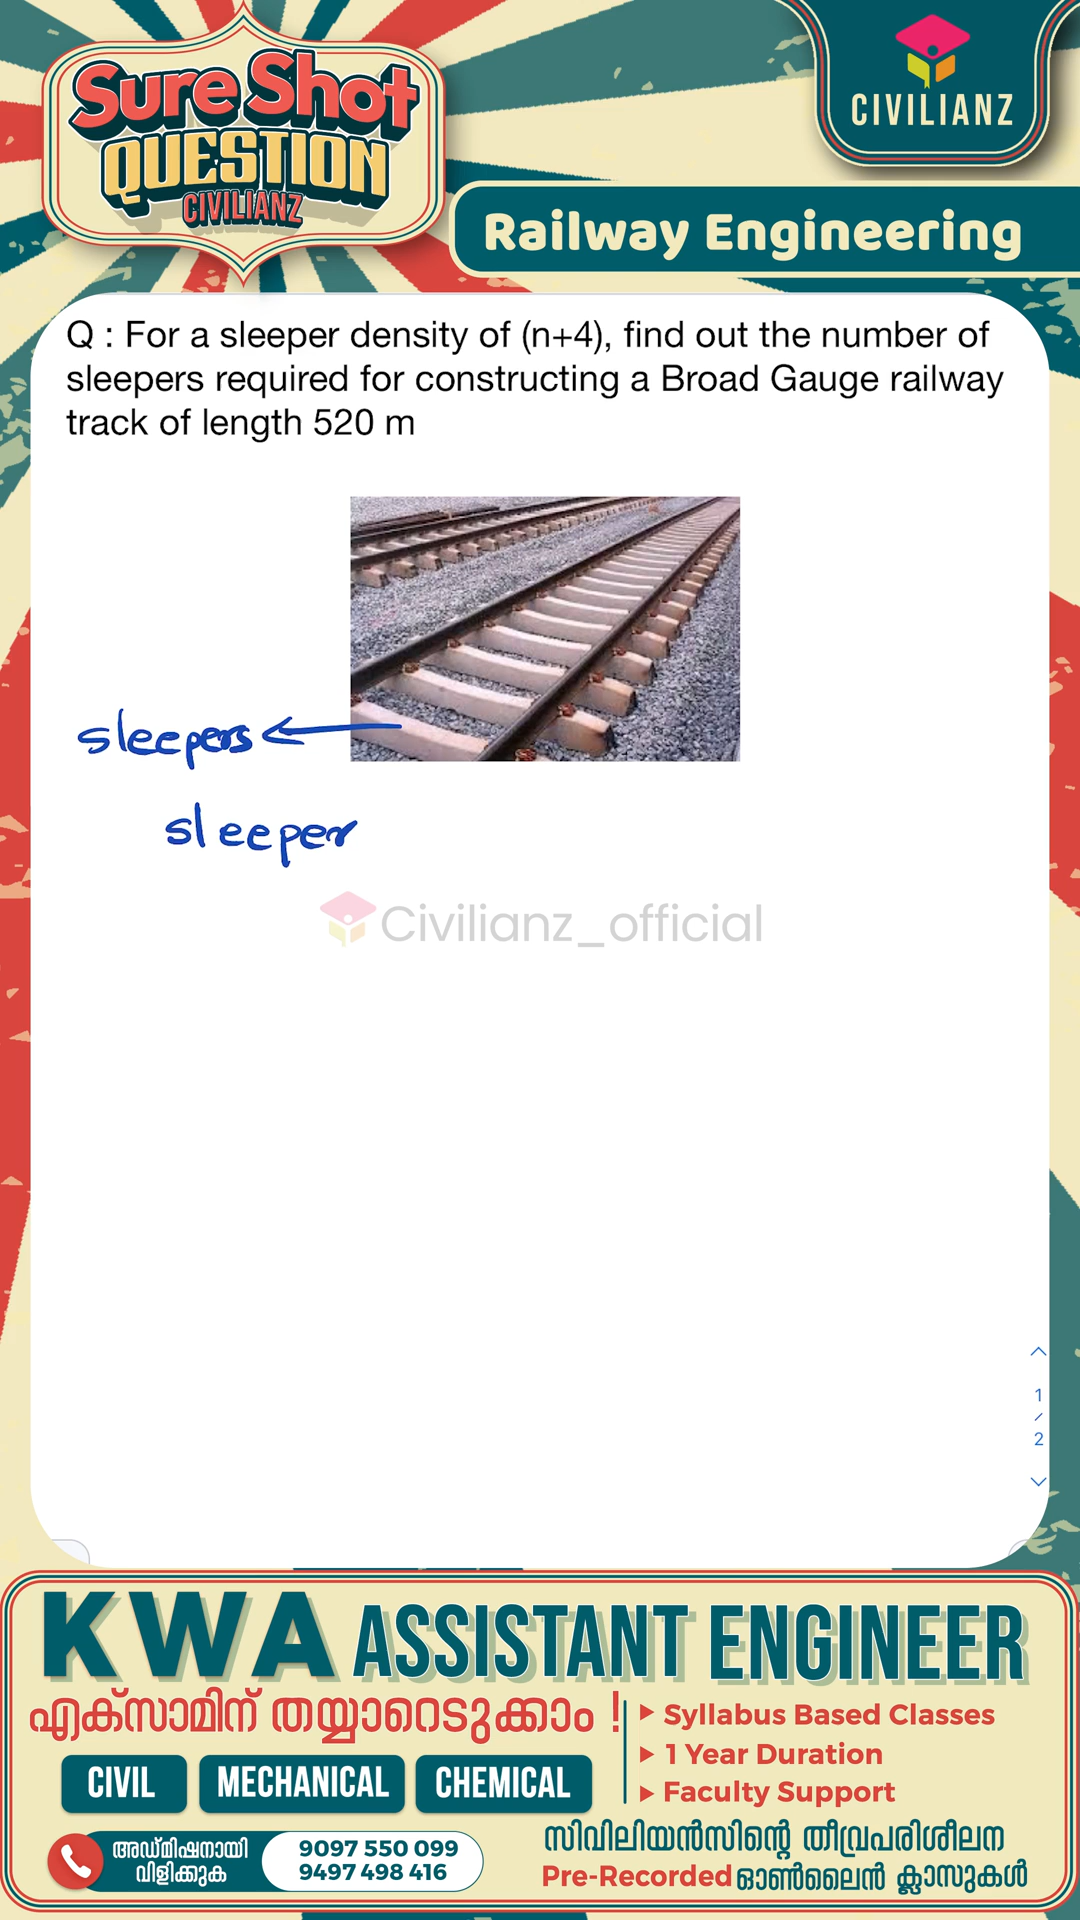 Sure Shot
QUESTION
CIVILIANZ
CIVILIANZ
Railway Engineering
Q : For a sleeper density of (n+4), find out the number of
sleepers required for constructing a Broad Gauge railway
track of length 520 m
sleepers
sleeper
Civilianz_official
1
/
2
KWA ASSISTANT ENGINEER
എക്സാമിന് തയ്യാറെടുക്കാം !
Syllabus Based Classes
1 Year Duration
Faculty Support
CIVIL MECHANICAL CHEMICAL
അഡ്മിഷനായി
വിളിക്കുക
9097 550 099
9497 498 416
സിവിലിയൻസിന്റെ തീവ്രപരിശീലന
Pre-Recorded ഓൺലൈൻ ക്ലാസുകൾ